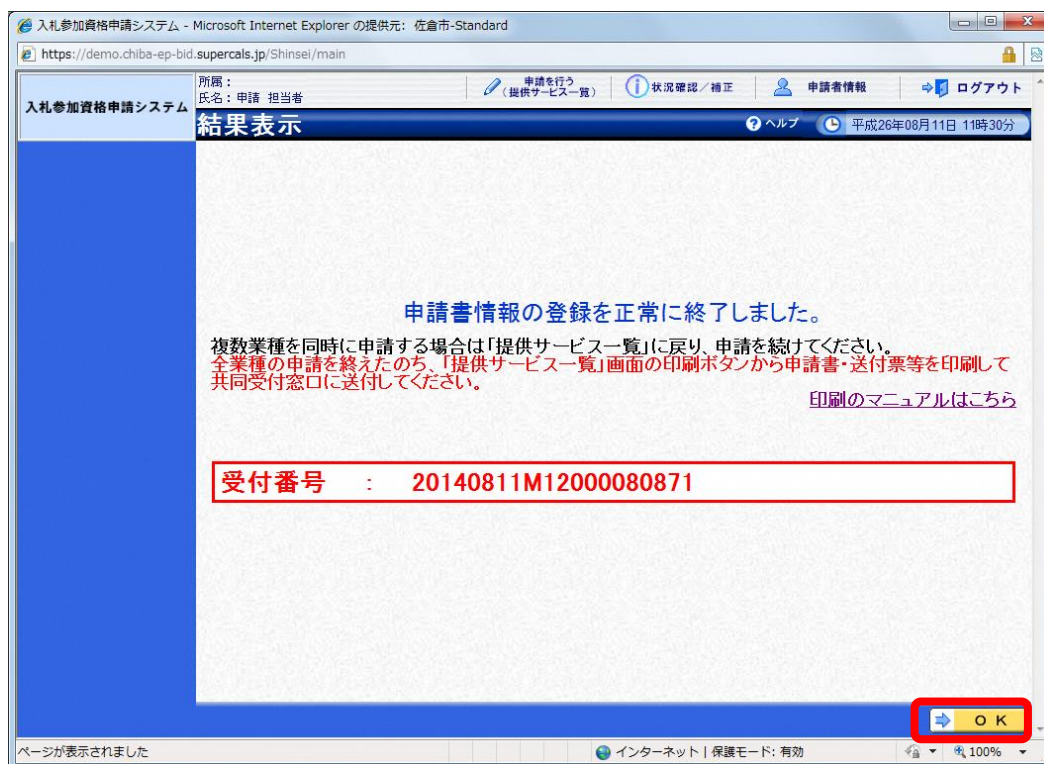 入札参加資格申請システム - Microsoft Internet Explorer の提供元: 佐倉市-Standard
https://demo.chiba-ep-bid.supercals.jp/Shinsei/main
入札参加資格申請システム
所属：
氏名：申請 担当者
申請を行う
（提供サービス一覧）
状況確認／補正
申請者情報
ログアウト
結果表示
ヘルプ
平成26年08月11日 11時30分
申請書情報の登録を正常に終了しました。
複数業種を同時に申請する場合は「提供サービス一覧」に戻り、申請を続けてください。
全業種の申請を終えたのち、「提供サービス一覧」画面の印刷ボタンから申請書・送付票等を印刷して
共同受付窓口に送付してください。
印刷のマニュアルはこちら
受付番号 ： 20140811M12000080871
OK
ページが表示されました
インターネット | 保護モード: 有効
100%